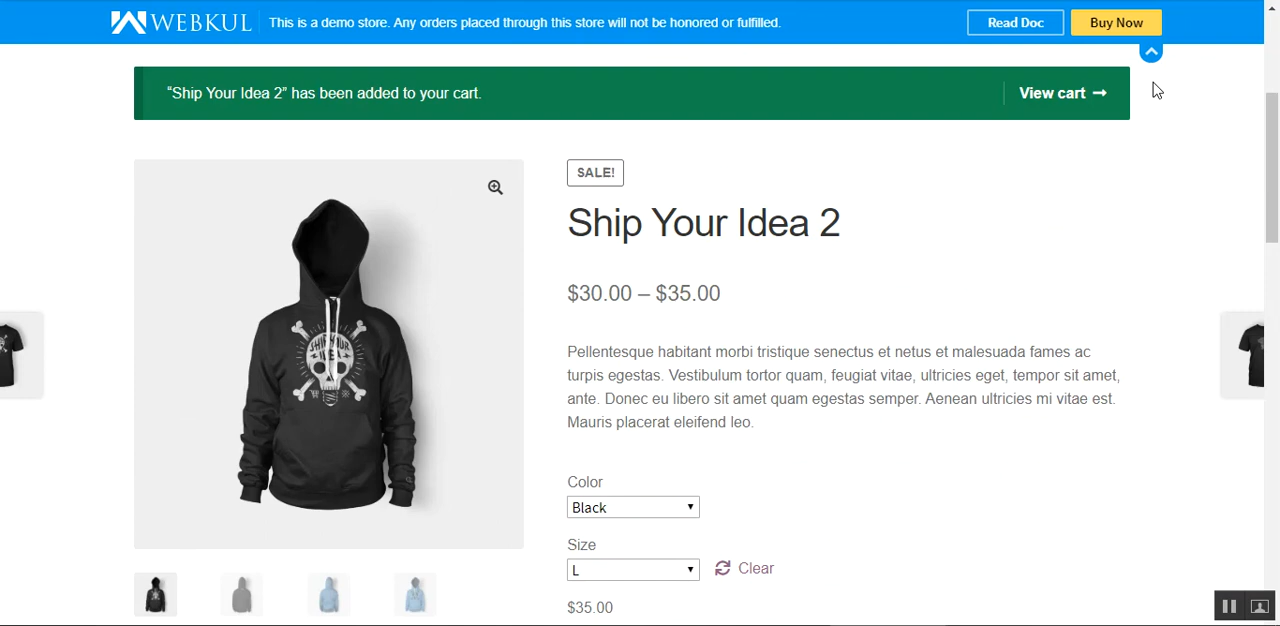 WEBKUL
This is a demo store. Any orders placed through this store will not be honored or fulfilled.
Read Doc
Buy Now
“Ship Your Idea 2” has been added to your cart.
View cart →
SALE!
Ship Your Idea 2
$30.00 – $35.00
Pellentesque habitant morbi tristique senectus et netus et malesuada fames ac
turpis egestas. Vestibulum tortor quam, feugiat vitae, ultricies eget, tempor sit amet,
ante. Donec eu libero sit amet quam egestas semper. Aenean ultricies mi vitae est.
Mauris placerat eleifend leo.
SHIP YOUR
IDEA
Color
Black
Size
L
Clear
$35.00